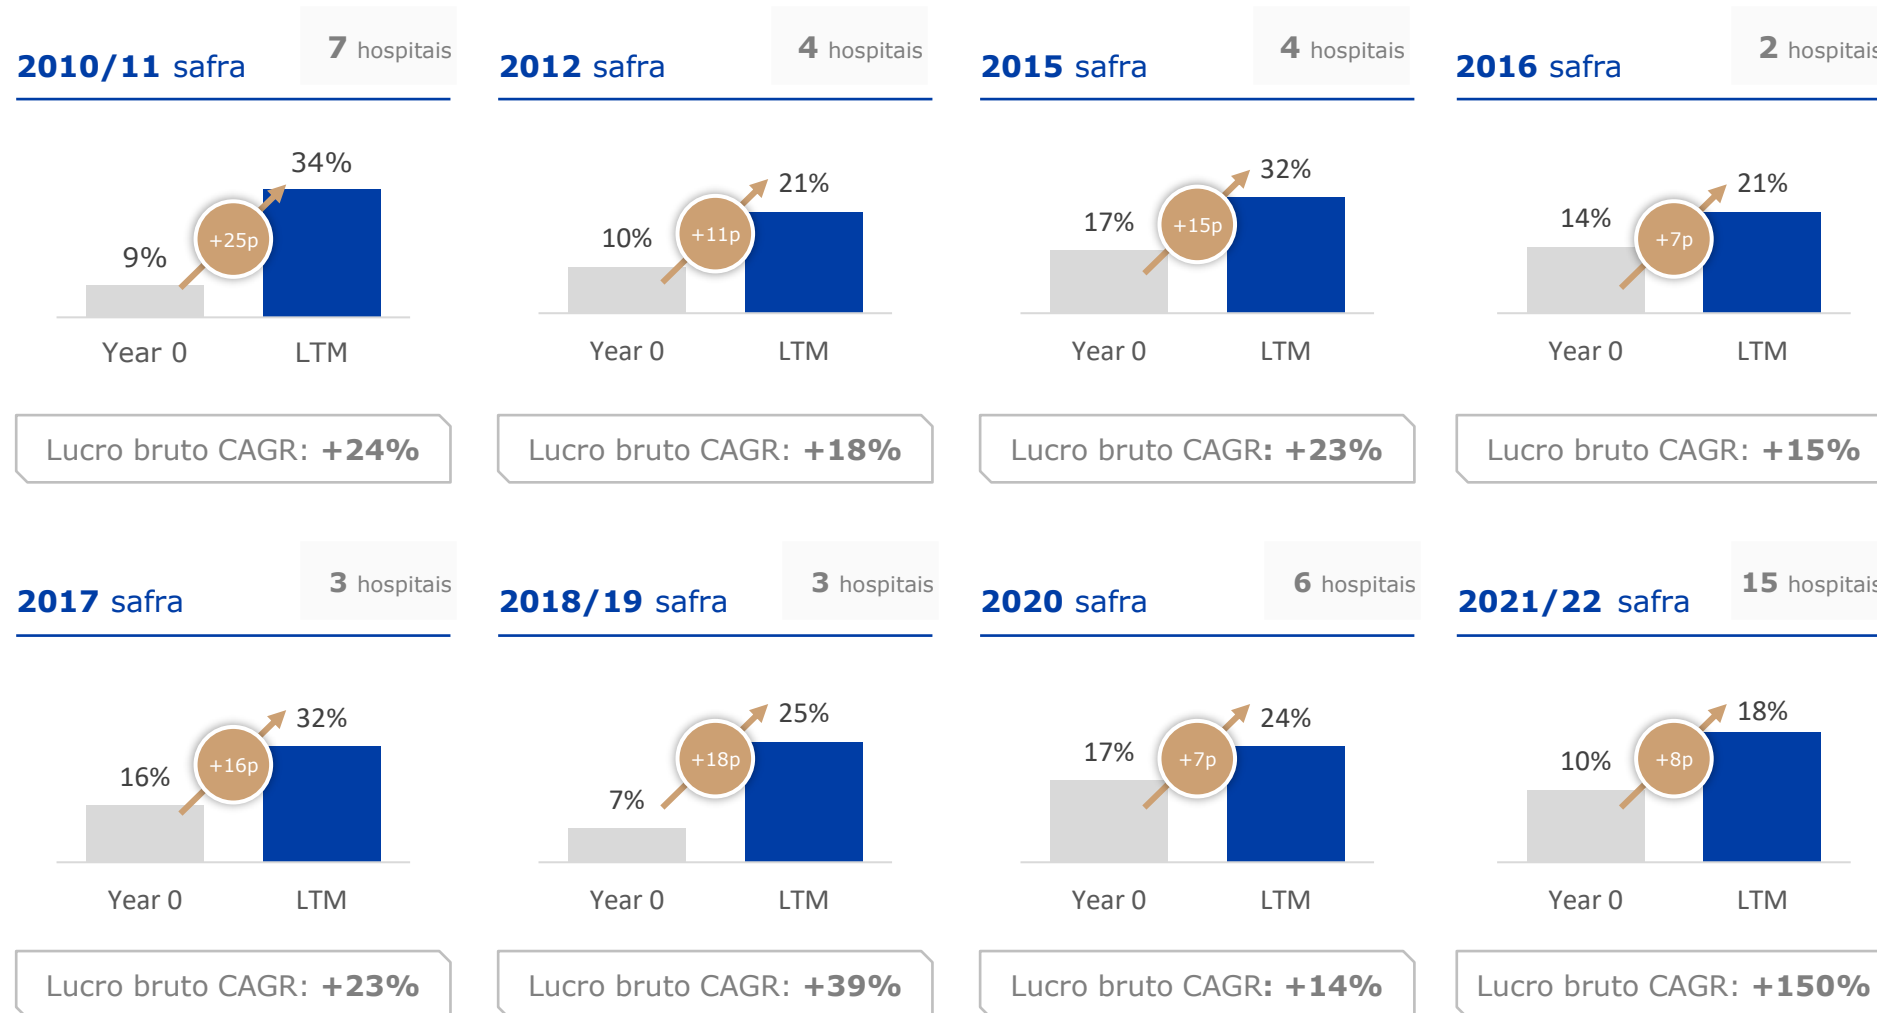 2010/11 safra
7 hospitais
34%
+25p
9%
Year 0
LTM
Lucro bruto CAGR: +24%
2012 safra
4 hospitais
21%
+11p
10%
Year 0
LTM
Lucro bruto CAGR: +18%
2015 safra
4 hospitais
32%
+15p
17%
Year 0
LTM
Lucro bruto CAGR: +23%
2016 safra
2 hospitais
21%
+7p
14%
Year 0
LTM
Lucro bruto CAGR: +15%
2017 safra
3 hospitais
32%
+16p
16%
Year 0
LTM
Lucro bruto CAGR: +23%
2018/19 safra
3 hospitais
25%
+18p
7%
Year 0
LTM
Lucro bruto CAGR: +39%
2020 safra
6 hospitais
24%
+7p
17%
Year 0
LTM
Lucro bruto CAGR: +14%
2021/22 safra
15 hospitais
18%
+8p
10%
Year 0
LTM
Lucro bruto CAGR: +150%